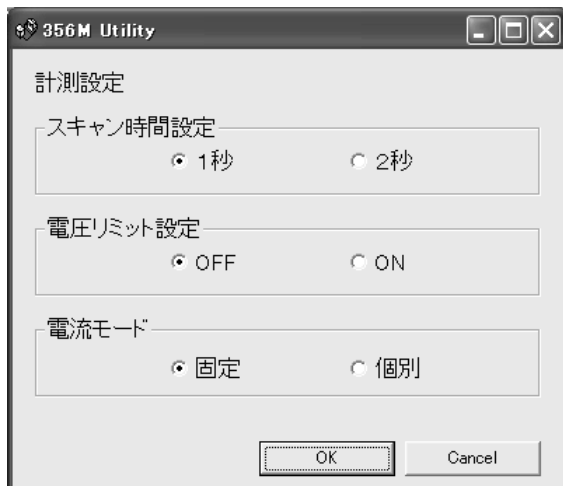 356M Utility
計測設定
スキャン時間設定
1秒 2秒
電圧リミット設定
OFF ON
電流モード
固定 個別
OK Cancel